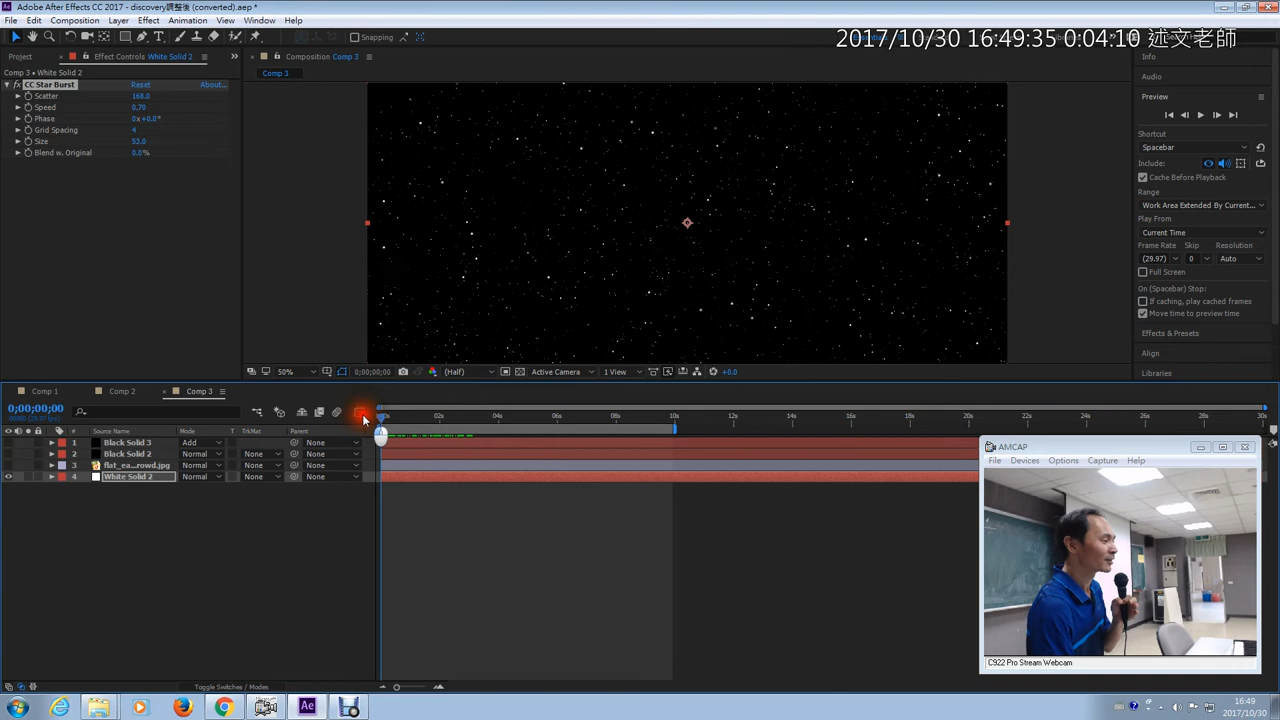 Adobe After Effects CC 2017 - discovery調整後 (converted).aep *
File Edit Composition Layer Effect Animation View Window Help
Snapping
2017/10/30 16:49:35 0:04:10 述文老師
Project Effect Controls White Solid 2 Composition Comp 3 Info
Comp 3 • White Solid 2 Comp 3 Audio
fx CC Star Burst Reset About...
Scatter 168.0 Preview
Speed 0.70
Phase 0x+0.0°
Grid Spacing 4 Shortcut
Size 53.0 Spacebar
Blend w. Original 0.0 % Include:
Cache Before Playback
Range
Work Area Extended By Current...
Play From
Current Time
Frame Rate Skip Resolution
(29.97) 0 Auto
Full Screen
On (Spacebar) Stop:
If caching, play cached frames
Move time to preview time
Effects & Presets
Align
Libraries
50% 0;00;00;00 (Half) Active Camera 1 View +0.0
Comp 1 Comp 2 Comp 3
0;00;00;00
00000 (29.97 fps)
02s 04s 06s 08s 10s 12s 14s 16s 18s 20s 22s 24s 26s 28s 30s
# Source Name Mode T TrkMat Parent
1 Black Solid 3 Add None
2 Black Solid 2 Normal None None
3 flat_ea...rowd.jpg Normal None None
4 White Solid 2 Normal None None
AMCAP
File Devices Options Capture Help
C922 Pro Stream Webcam
Toggle Switches / Modes
16:49
2017/10/30